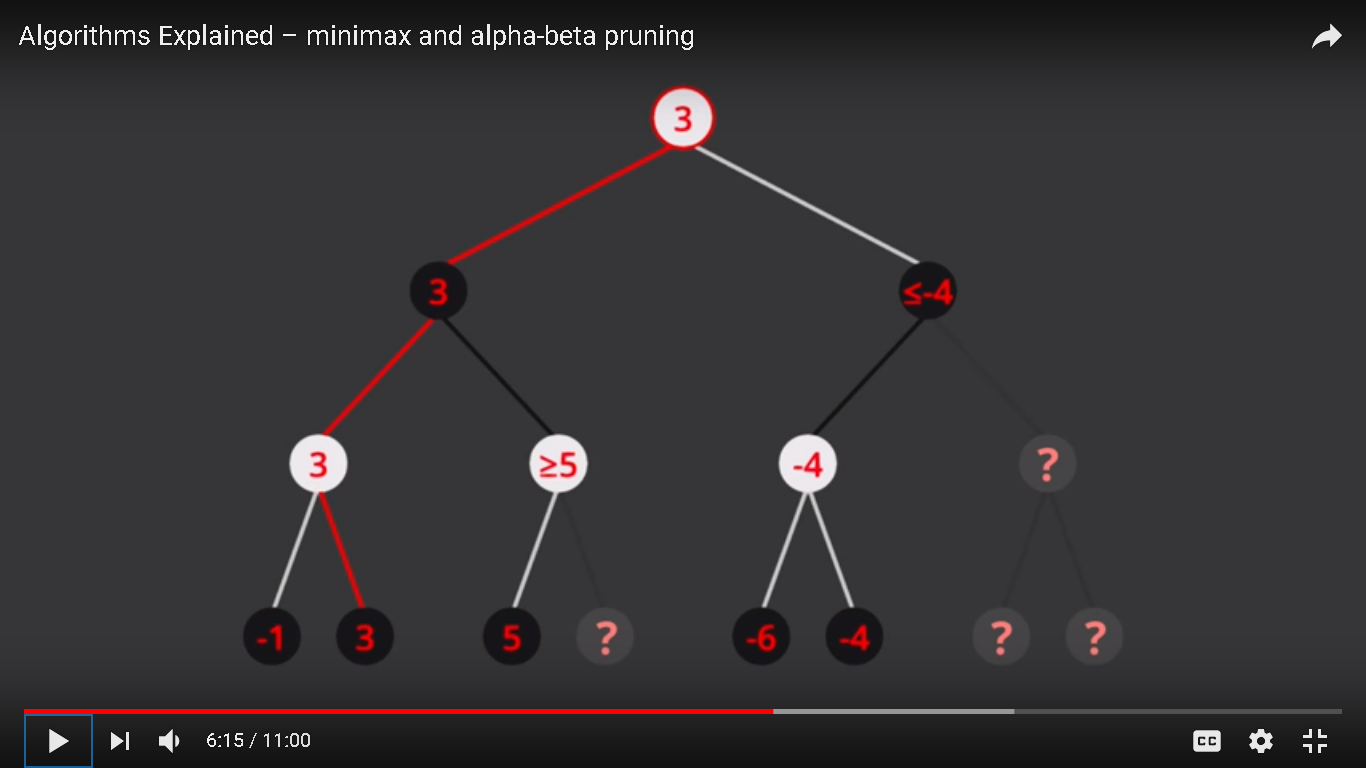 Algorithms Explained – minimax and alpha-beta pruning
3
3 ≤-4
3 ≥5 -4 ?
-1 3 5 ? -6 -4 ? ?
6:15 / 11:00 CC